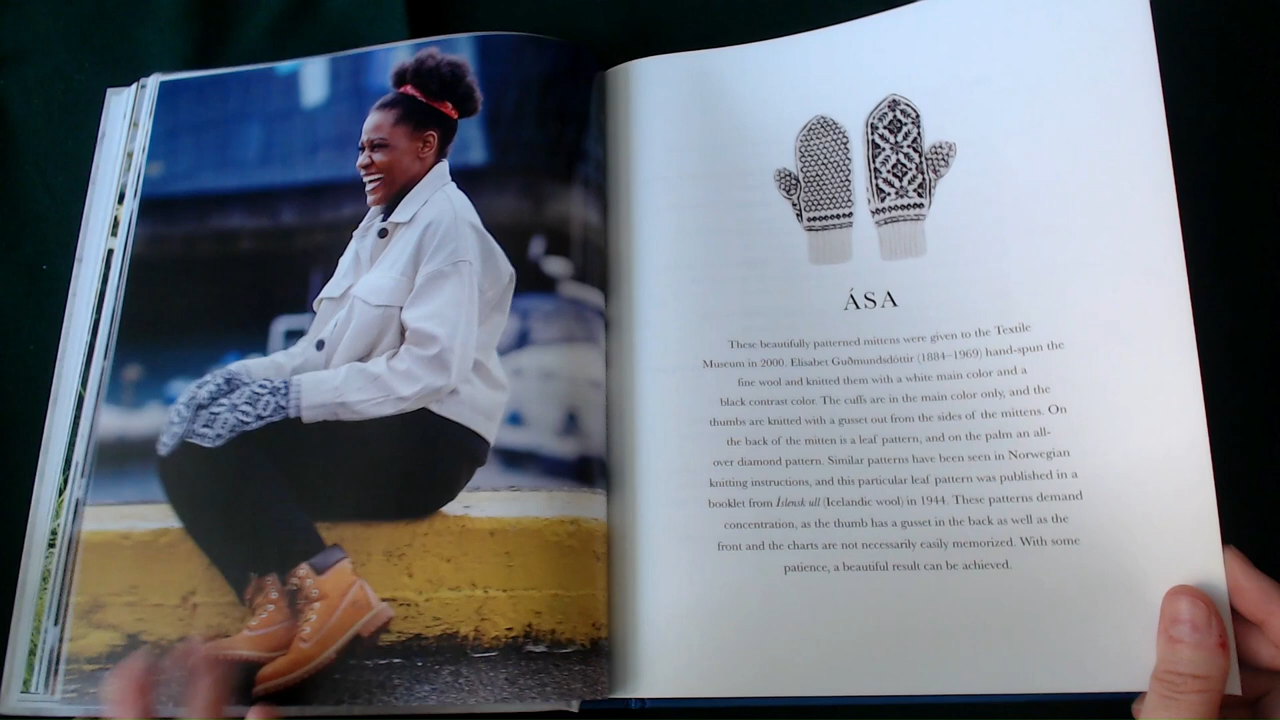 ÁSA
These beautifully patterned mittens were given to the Textile
Museum in 2000. Elísabet Guðmundsdóttir (1884–1969) hand-spun the
fine wool and knitted them with a white main color and a
black contrast color. The cuffs are in the main color only, and the
thumbs are knitted with a gusset out from the sides of the mittens. On
the back of the mitten is a leaf pattern, and on the palm an all-
over diamond pattern. Similar patterns have been seen in Norwegian
knitting instructions, and this particular leaf pattern was published in a
booklet from Íslensk ull (Icelandic wool) in 1944. These patterns demand
concentration, as the thumb has a gusset in the back as well as the
front and the charts are not necessarily easily memorized. With some
patience, a beautiful result can be achieved.